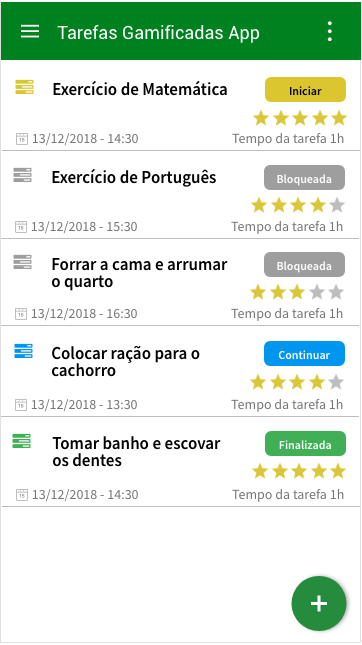 Tarefas Gamificadas App
Exercício de Matemática
Iniciar
13/12/2018 - 14:30
Tempo da tarefa 1h
Exercício de Português
Bloqueada
13/12/2018 - 15:30
Tempo da tarefa 1h
Forrar a cama e arrumar
o quarto
Bloqueada
13/12/2018 - 16:30
Tempo da tarefa 1h
Colocar ração para o
cachorro
Continuar
13/12/2018 - 13:30
Tempo da tarefa 1h
Tomar banho e escovar
os dentes
Finalizada
13/12/2018 - 14:30
Tempo da tarefa 1h
+